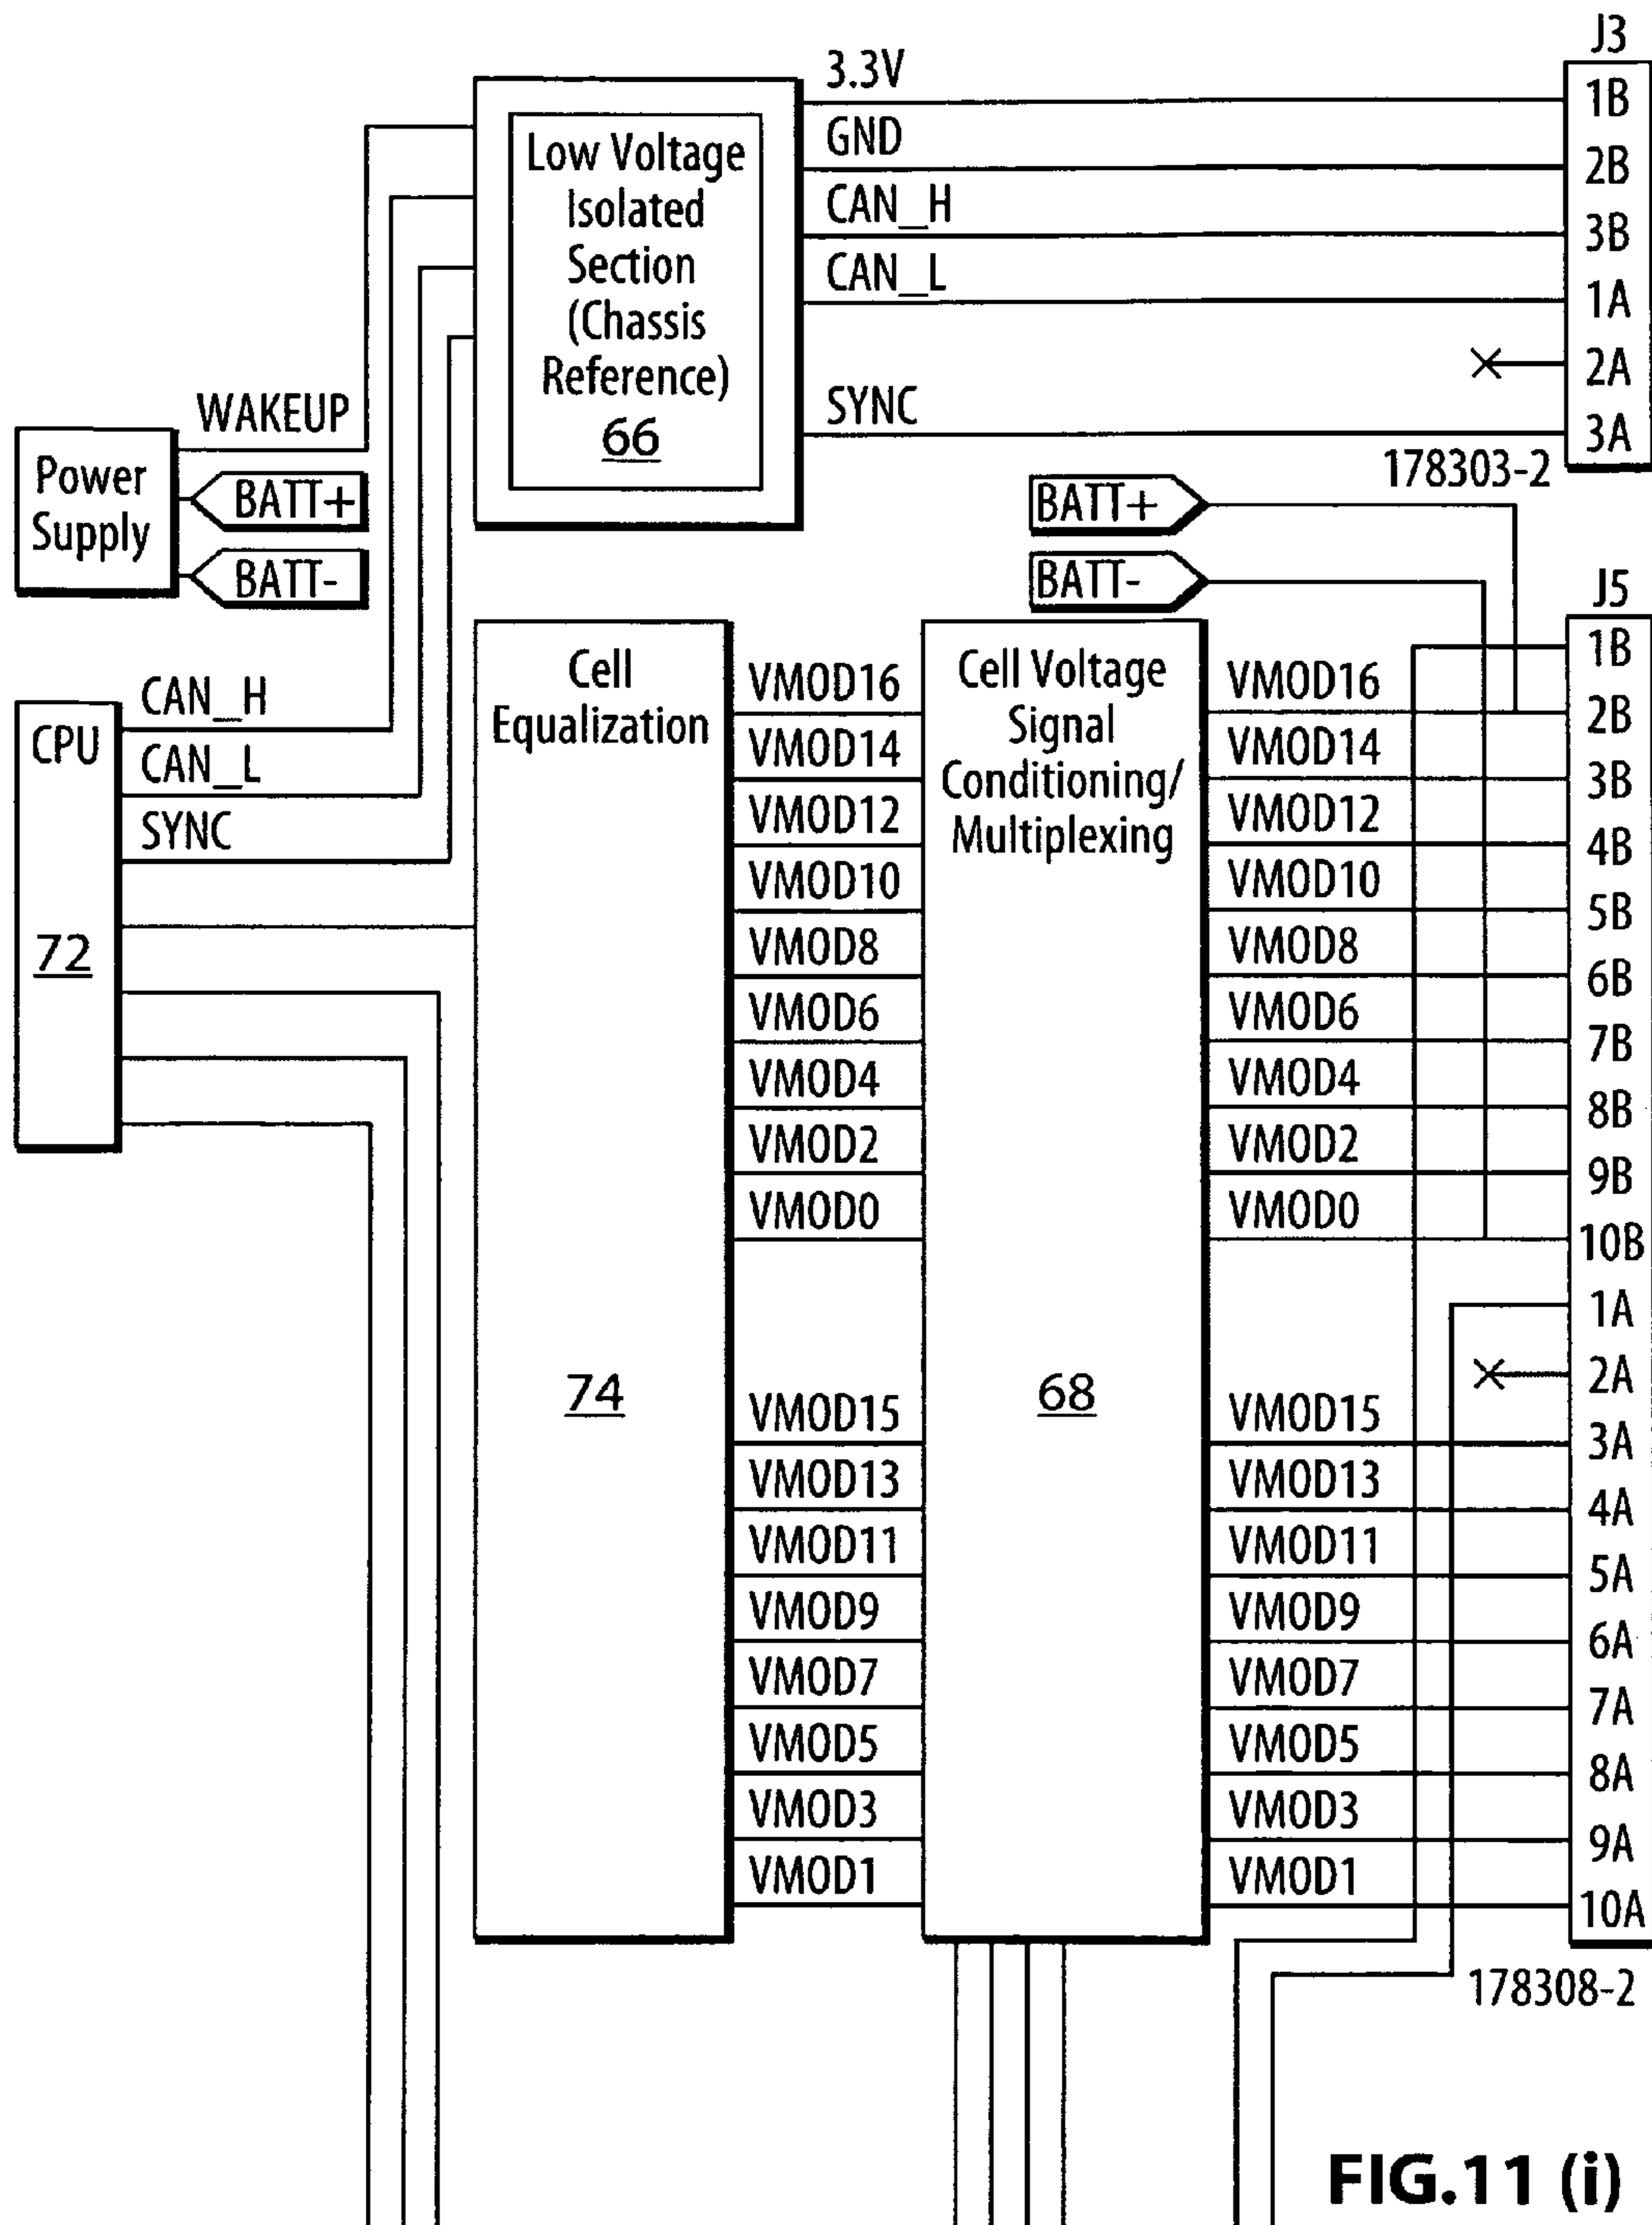 J3
3.3V
1B
GND
2B
CAN_H
3B
CAN_L
1A
2A
SYNC
3A
178303-2
Low Voltage
Isolated
Section
(Chassis
Reference)
66
WAKEUP
Power
Supply
BATT+
BATT-
BATT+
BATT-
CPU
72
CAN_H
CAN_L
SYNC
Cell
Equalization
74
VMOD16
VMOD14
VMOD12
VMOD10
VMOD8
VMOD6
VMOD4
VMOD2
VMOD0
VMOD15
VMOD13
VMOD11
VMOD9
VMOD7
VMOD5
VMOD3
VMOD1
Cell Voltage
Signal
Conditioning/
Multiplexing
68
VMOD16
VMOD14
VMOD12
VMOD10
VMOD8
VMOD6
VMOD4
VMOD2
VMOD0
VMOD15
VMOD13
VMOD11
VMOD9
VMOD7
VMOD5
VMOD3
VMOD1
J5
1B
2B
3B
4B
5B
6B
7B
8B
9B
10B
1A
2A
3A
4A
5A
6A
7A
8A
9A
10A
178308-2
FIG.11 (i)